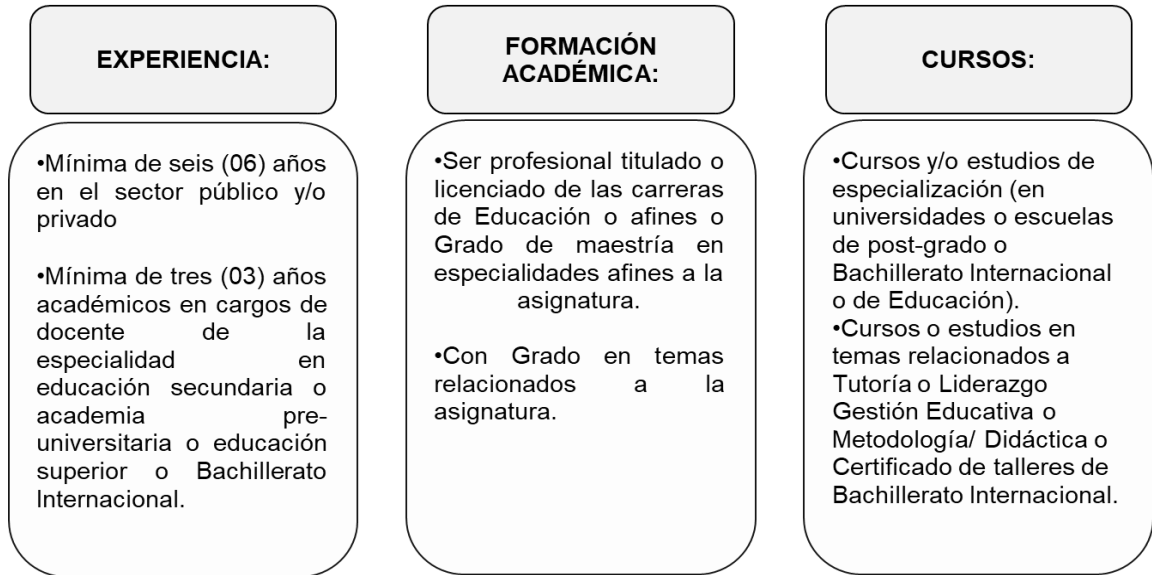 EXPERIENCIA:
•Mínima de seis (06) años
en el sector público y/o
privado
•Mínima de tres (03) años
académicos en cargos de
docente de la
especialidad en
educación secundaria o
academia pre-
universitaria o educación
superior o Bachillerato
Internacional.
FORMACIÓN
ACADÉMICA:
•Ser profesional titulado o
licenciado de las carreras
de Educación o afines o
Grado de maestría en
especialidades afines a la
asignatura.
•Con Grado en temas
relacionados a la
asignatura.
CURSOS:
•Cursos y/o estudios de
especialización (en
universidades o escuelas
de post-grado o
Bachillerato Internacional
o de Educación).
•Cursos o estudios en
temas relacionados a
Tutoría o Liderazgo
Gestión Educativa o
Metodología/ Didáctica o
Certificado de talleres de
Bachillerato Internacional.